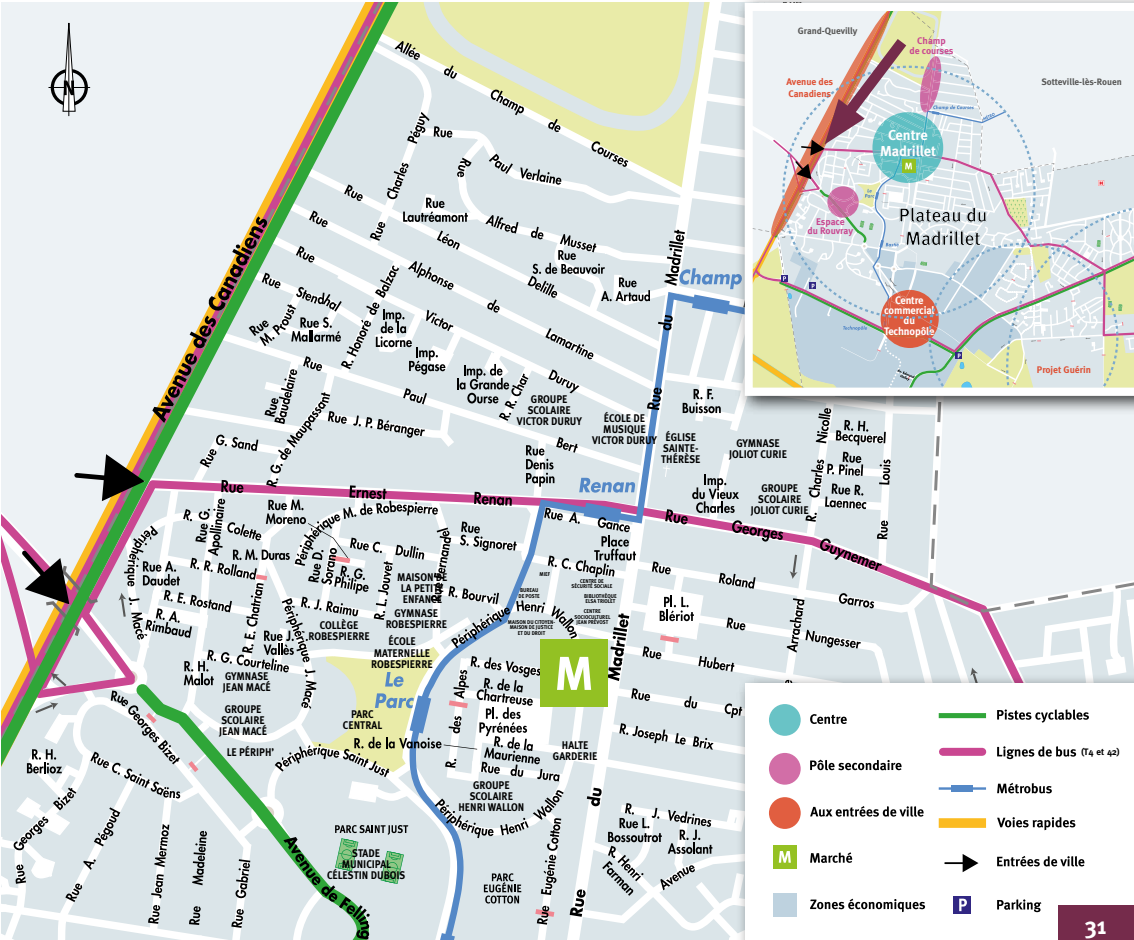 N
Allée du Champ de Courses
Rue Charles Péguy
Rue Paul Verlaine
Rue
Lautréamont
Rue Alfred de Musset
Rue Léon Delille
Rue
S. de Beauvoir
Rue
R. A. Artaud
Rue Alphonse de Lamartine
Rue Victor Duruy
Rue Stendhal
Rue
M. Proust
Rue S.
Mallarmé
R. Honoré de Balzac
Imp.
de la
Licorne
Imp.
Pégase
Imp. de
la Grande
Ourse
R. R. Char
Rue Paul Bert
Rue
Baudelaire
R. G. de Maupassant
Rue J. P. Béranger
GROUPE
SCOLAIRE
VICTOR DURUY
ÉCOLE DE
MUSIQUE
VICTOR DURUY
Rue
Denis
Papin
Rue G. Sand
Avenue des Canadiens
Rue du Madrillet
Champ
R. F.
Buisson
ÉGLISE
SAINTE-
THÉRÈSE
GYMNASE
JOLIOT CURIE
Imp.
du Vieux
Charles
GROUPE
SCOLAIRE
JOLIOT CURIE
R. Charles Nicolle
R. H.
Becquerel
Rue
P. Pinel
Rue R.
Laennec
Rue Louis
Rue Ernest Renan
Renan
Rue Georges Guynemer
Rue A. Gance
Place
Truffaut
R. C. Chaplin
Périphérique J. Macé
R. Colette
Rue G.
Apollinaire
Rue M.
Moreno
Périphérique M. de Robespierre
R. M. Duras
R. R. Rolland
Rue A.
Daudet
R. E. Rostand
R. A.
Rimbaud
R. E. Chatrian
Rue D.
Sorano
R. G.
Philipe
Rue C. Dullin
R. L. Jouvet
R. J. Raimu
MAISON DE
LA PETITE
ENFANCE
GYMNASE
ROBESPIERRE
COLLÈGE
ROBESPIERRE
ÉCOLE
MATERNELLE
ROBESPIERRE
Rue
S. Signoret
R. Bourvil
Rue J.
Vallès
R. G. Courteline
R. H.
Malot
GYMNASE
JEAN MACÉ
GROUPE
SCOLAIRE
JEAN MACÉ
LE PÉRIPH'
Périphérique J. Macé
Périphérique Henri Wallon
MIEF
BUREAU
DE POSTE
CENTRE DE
SÉCURITÉ SOCIALE
BIBLIOTHÈQUE
ELSA TRIOLET
CENTRE
SOCIOCULTUREL
JEAN PRÉVOST
MAISON DU CITOYEN-
MAISON DE JUSTICE
ET DU DROIT
M
Madrillet
Rue Roland Garros
Pl. L.
Blériot
Rue Nungesser
Arrachard
Rue Hubert
Rue du Cpt
R. Joseph Le Brix
Le
Parc
PARC
CENTRAL
Périphérique Saint Just
R. des Vosges
R. de la
Chartreuse
Pl. des
Pyrénées
R. des Alpes
R. de la Vanoise
R. de la
Maurienne
Rue du Jura
GROUPE
SCOLAIRE
HENRI WALLON
HALTE
GARDERIE
Périphérique Henri Wallon
Rue Eugénie Cotton
PARC
EUGÉNIE
COTTON
Rue du
R. J. Vedrines
Rue L.
Bossoutrot
R. J.
Assolant
R. Henri
Farman
Avenue
PARC SAINT JUST
STADE
MUNICIPAL
CÉLESTIN DUBOIS
Avenue de Felling
Rue Georges Bizet
Rue C. Saint Saëns
R. H.
Berlioz
Rue Georges Bizet
Rue A. Pégoud
Rue Jean Mermoz
Rue Madeleine
Rue Gabriel
Grand-Quevilly
Champ
de courses
Avenue des
Canadiens
Sotteville-lès-Rouen
Champ de Courses
Centre
Madrillet
M
Le
Parc
Espace
du Rouvray
Plateau du
Madrillet
Technopôle
Centre
commercial
du
Technopôle
Projet Guérin
P
P
P
Centre
Pôle secondaire
Aux entrées de ville
M Marché
Zones économiques
Pistes cyclables
Lignes de bus (T4 et 42)
Métrobus
Voies rapides
Entrées de ville
P Parking
31